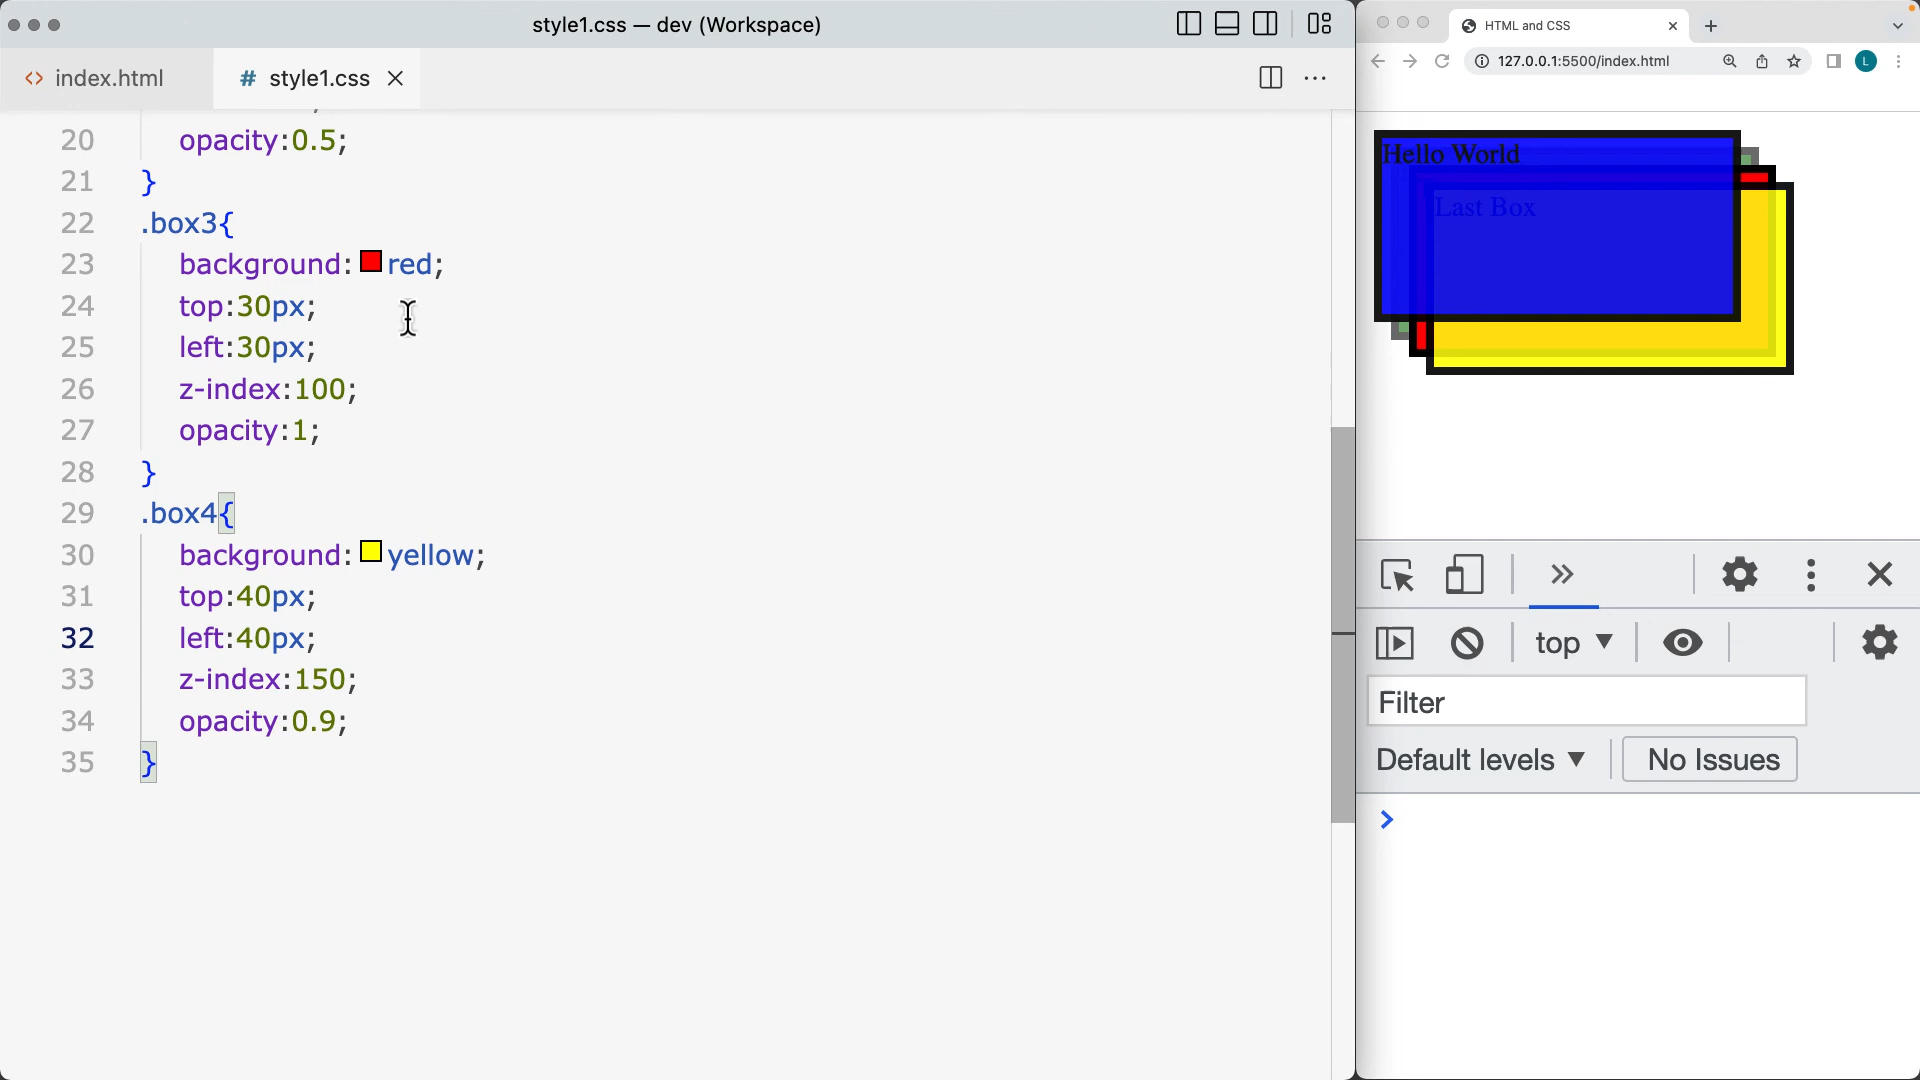 style1.css — dev (Workspace)
index.html
# style1.css
20 opacity:0.5;
21 }
22 .box3{
23 background: red;
24 top:30px;
25 left:30px;
26 z-index:100;
27 opacity:1;
28 }
29 .box4{
30 background: yellow;
31 top:40px;
32 left:40px;
33 z-index:150;
34 opacity:0.9;
35 }
HTML and CSS
127.0.0.1:5500/index.html
L
Hello World
Last Box
top
Filter
Default levels
No Issues